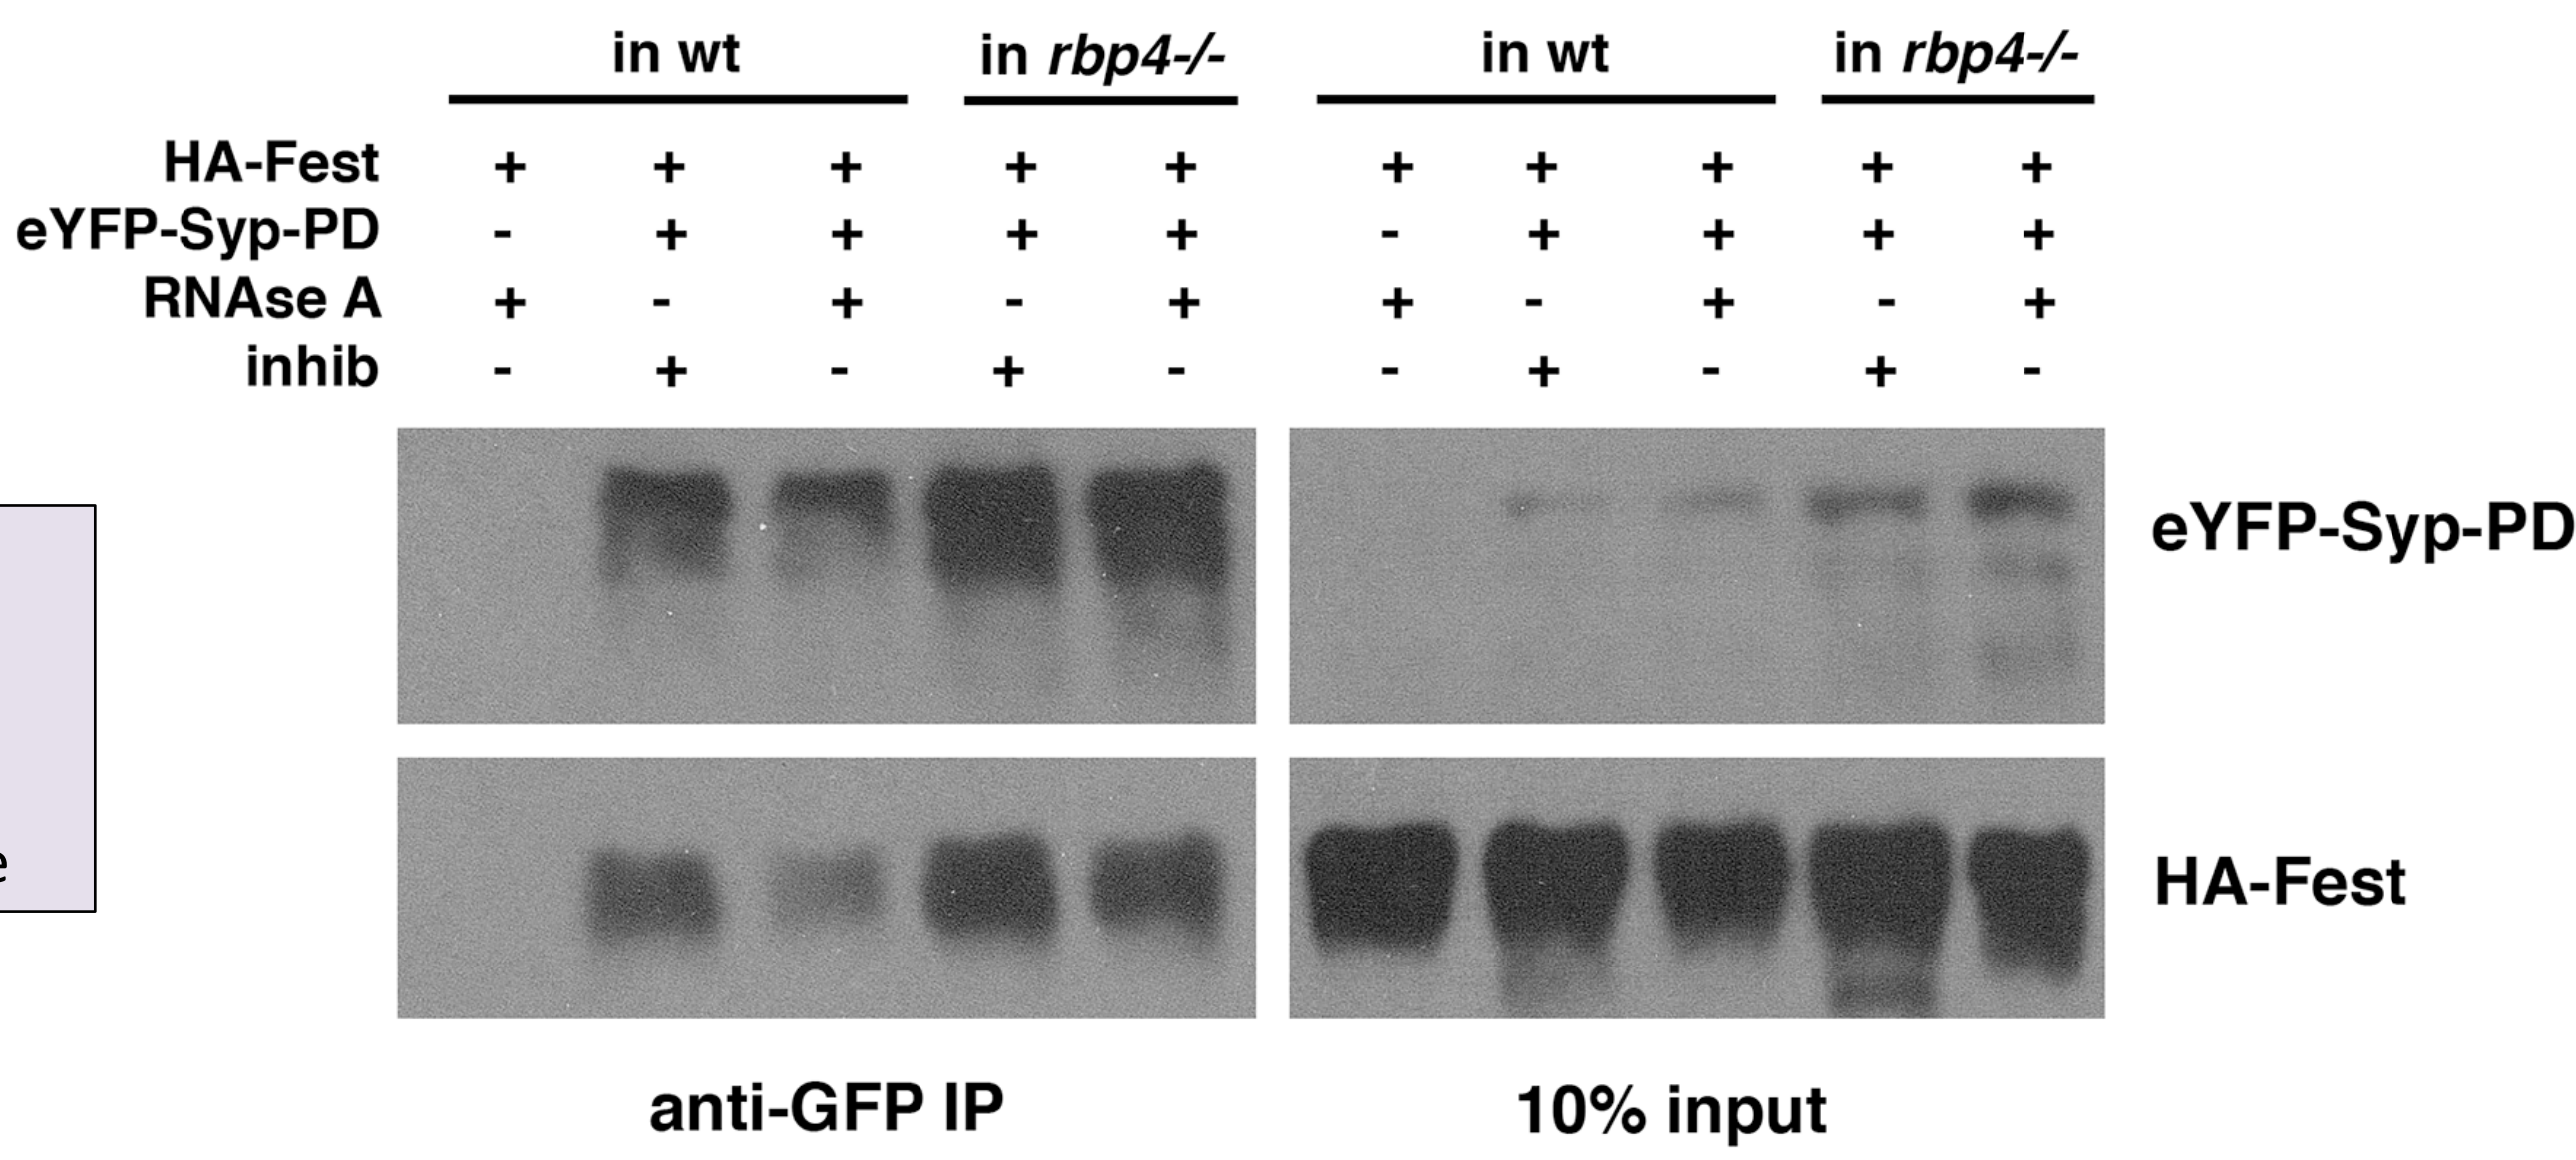 in wt in rbp4-/- in wt in rbp4-/-
HA-Fest + + + + + + + + + +
eYFP-Syp-PD - + + + + - + + + +
RNAse A + - + - + + - + - +
inhib - + - + - - + - + -
eYFP-Syp-PD
e
HA-Fest
anti-GFP IP 10% input